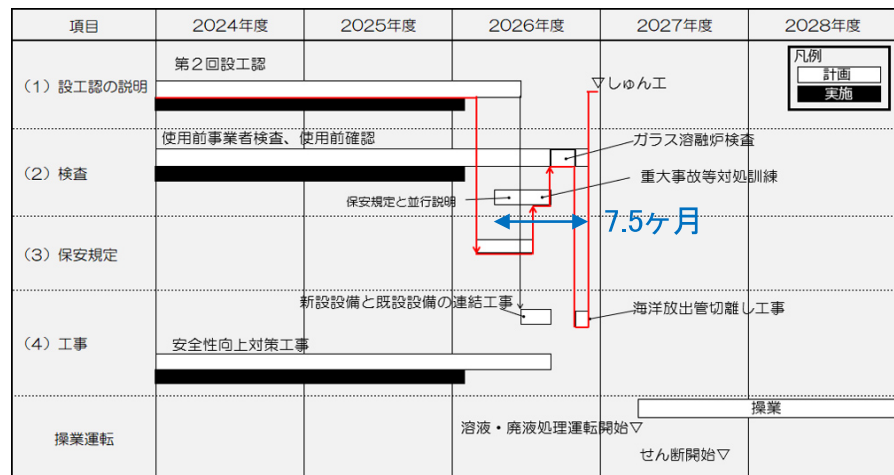 項目
2024年度
2025年度
2026年度
2027年度
2028年度
凡例
計画
実施
(1)設工認の説明
第2回設工認
▽しゅん工
(2)検査
使用前事業者検査、使用前確認
ガラス溶融炉検査
重大事故等対処訓練
保安規定と並行説明
7.5ヶ月
(3)保安規定
(4)工事
新設設備と既設設備の連結工事
海洋放出管切離し工事
安全性向上対策工事
操業運転
操業
溶液・廃液処理運転開始▽
せん断開始▽